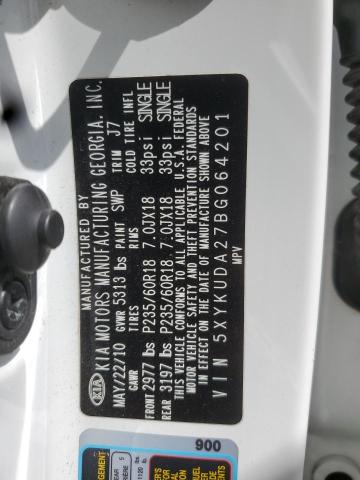 MANUFACTURED BY
KIA KIA MOTORS MANUFACTURING GEORGIA, INC.
MAY/22/10 GVWR 5313 lbs PAINT SWP TRIM J7
GAWR TIRES RIMS COLD TIRE INFL
FRONT 2977 lbs P235/60R18 7.0JX18 33psi SINGLE
REAR 3197 lbs P235/60R18 7.0JX18 33psi SINGLE
THIS VEHICLE CONFORMS TO ALL APPLICABLE U.S.A. FEDERAL
MOTOR VEHICLE SAFETY AND THEFT PREVENTION STANDARDS
IN EFFECT ON THE DATE OF MANUFACTURE SHOWN ABOVE
VIN 5XYKUDA27BG064201
MPV
900